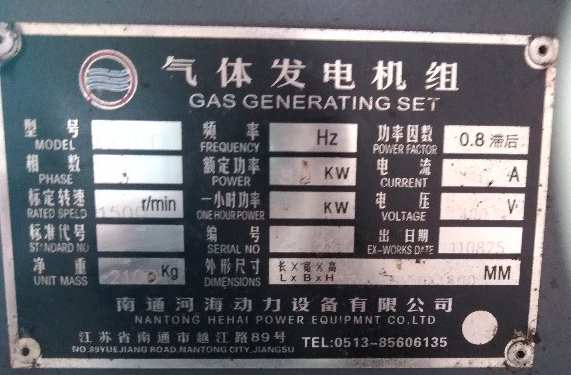 气体发电机组
GAS GENERATING SET
型号 频率 Hz 功率因数 0.8 滞后
MODEL FREQUENCY POWER FACTOR
相数 额定功率 KW 电流 A
PHASE POWER CURRENT
标定转速 1500 r/min 一小时功率 KW 电压 V
RATED SPELD ONE HOUR POWER VOLTAGE
标准代号 编号 出日期 110825
STANDARD NO SERIAL NO EX-WORKS DATE
净重 Kg 外形尺寸 长X宽X高 MM
UNIT MASS DIMENSIONS LxBxH
南通河海动力设备有限公司
NANTONG HEHAI POWER EQUIPMNT CO.LTD
江苏省南通市越江路89号 TEL:0513-85606135
NO.89YUEJIANG ROAD.NANTONG CITY.JIANGSU